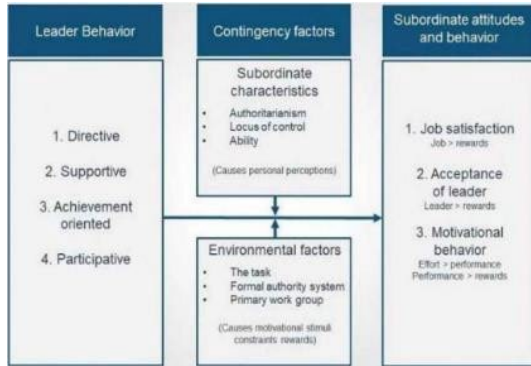 Leader Behavior
1. Directive
2. Supportive
3. Achievement
oriented
4. Participative
Contingency factors
Subordinate
characteristics
• Authoritarianism
• Locus of control
• Ability
(Causes personal perceptions)
Environmental factors
• The task
• Formal authority system
• Primary work group
(Causes motivational stimuli
constraints rewards)
Subordinate attitudes
and behavior
1. Job satisfaction
Job > rewards
2. Acceptance
of leader
Leader > rewards
3. Motivational
behavior
Effort > performance
Performance > rewards